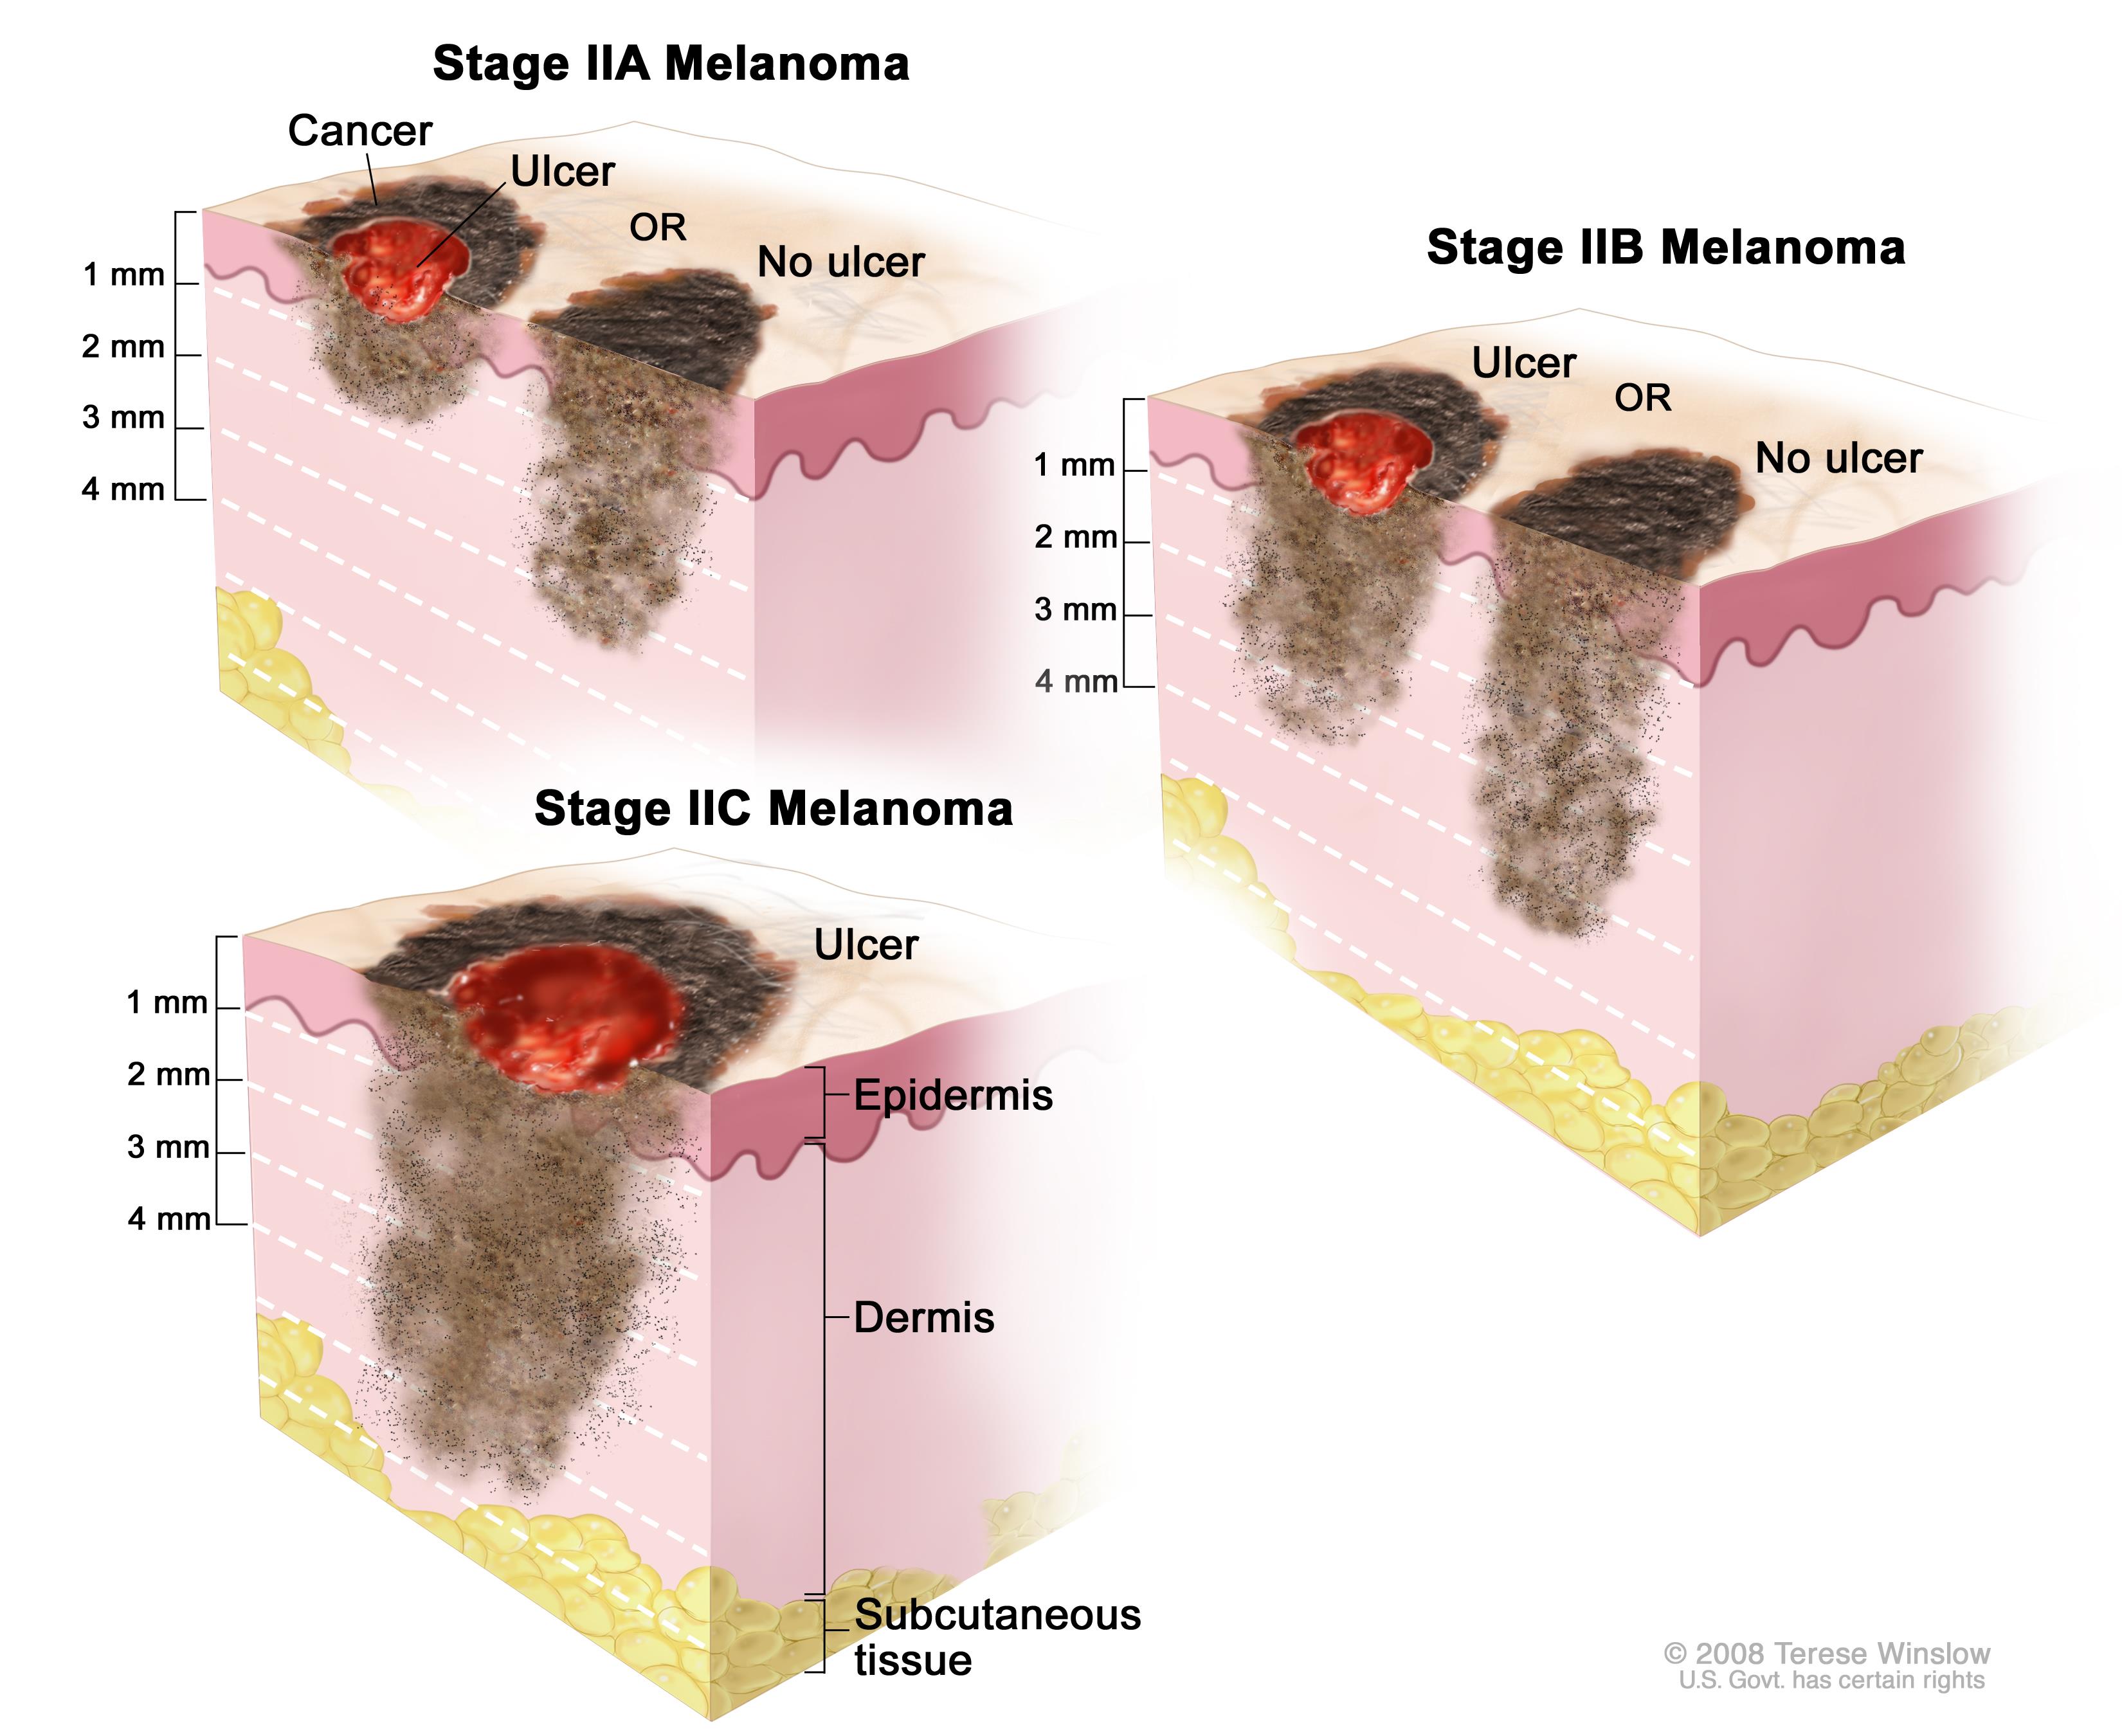 Stage IIA Melanoma
Cancer
Ulcer
OR
No ulcer
1 mm
2 mm
3 mm
4 mm
Stage IIB Melanoma
Ulcer
OR
No ulcer
1 mm
2 mm
3 mm
4 mm
Stage IIC Melanoma
Ulcer
1 mm
2 mm
3 mm
4 mm
Epidermis
Dermis
Subcutaneous
tissue
© 2008 Terese Winslow
U.S. Govt. has certain rights